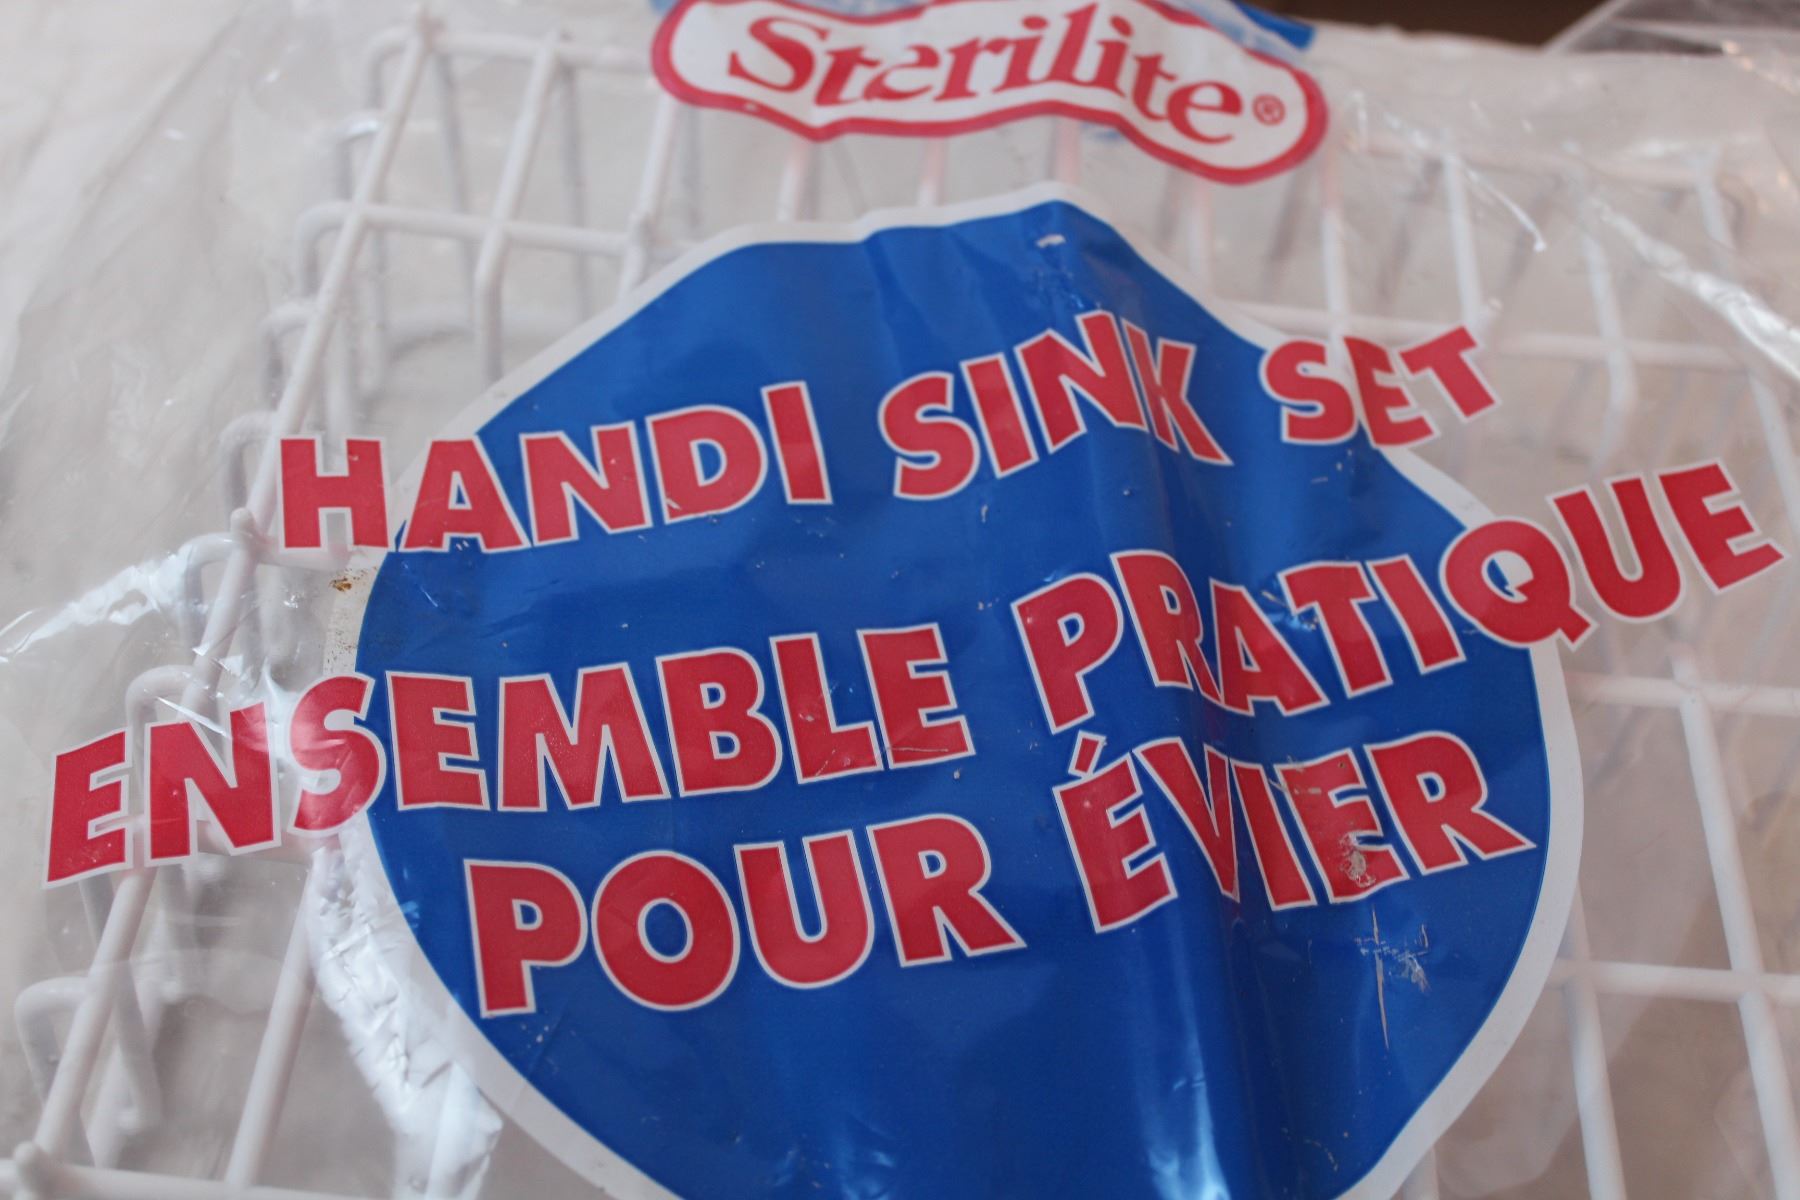 Sterilite®
HANDI SINK SET
ENSEMBLE PRATIQUE
POUR ÉVIER